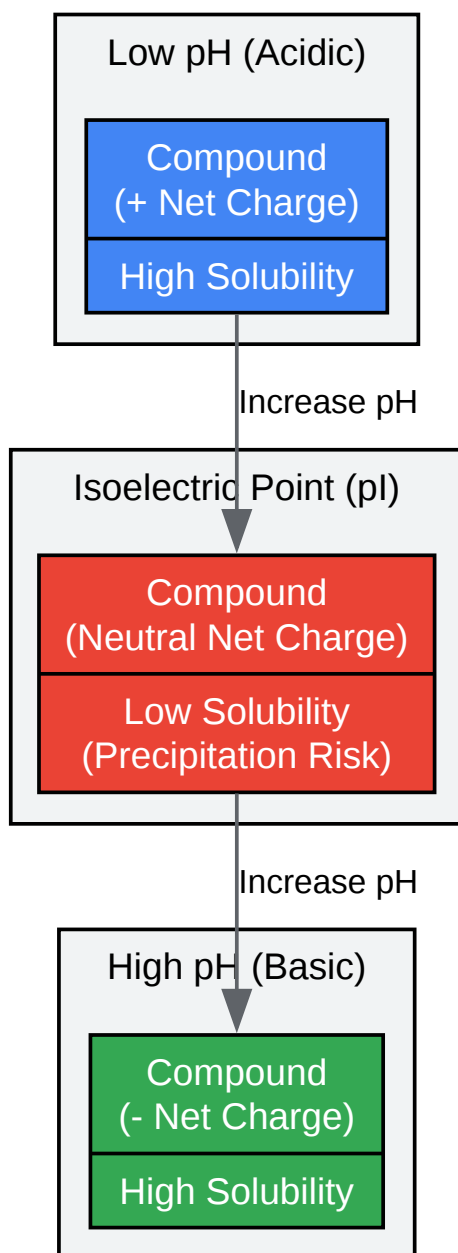 Low pH (Acidic)
Compound
(+ Net Charge)
High Solubility
Increase pH
Isoelectric Point (pI)
Compound
(Neutral Net Charge)
Low Solubility
(Precipitation Risk)
Increase pH
High pH (Basic)
Compound
(- Net Charge)
High Solubility